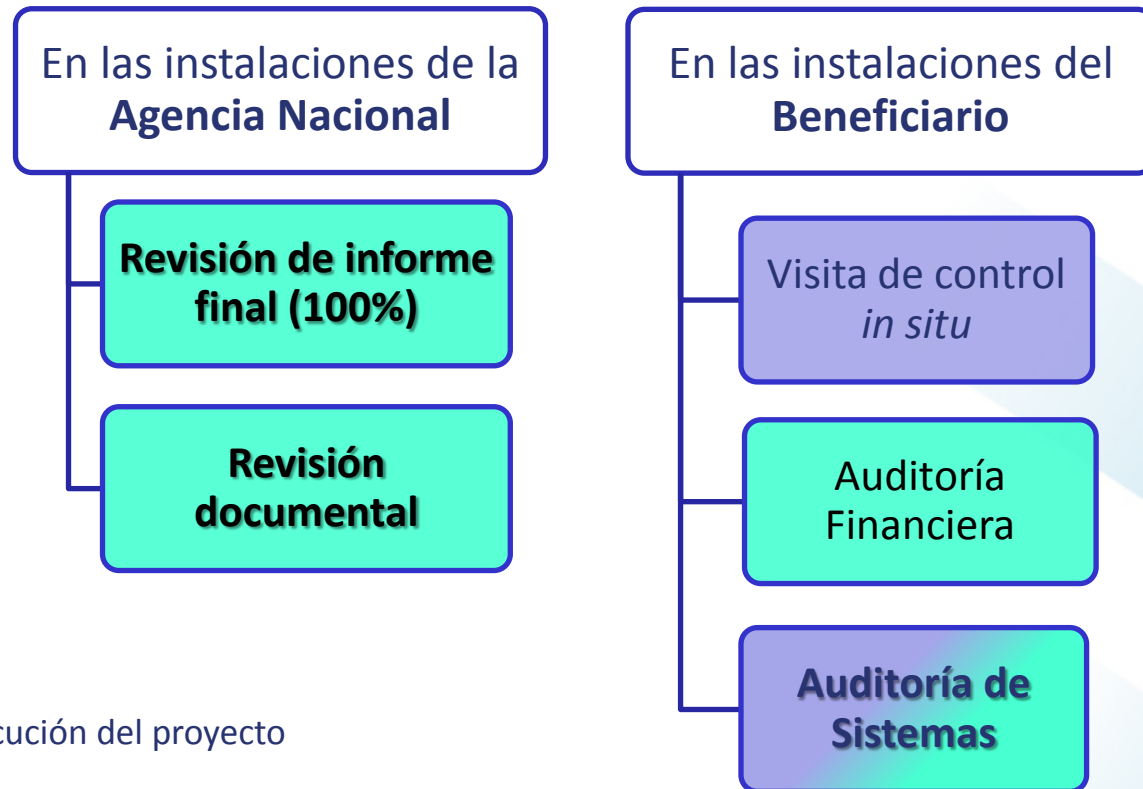 En las instalaciones de la
Agencia Nacional
Revisión de informe
final (100%)
Revisión
documental
En las instalaciones del
Beneficiario
Visita de control
in situ
Auditoría
Financiera
Auditoría de
Sistemas
del proyecto